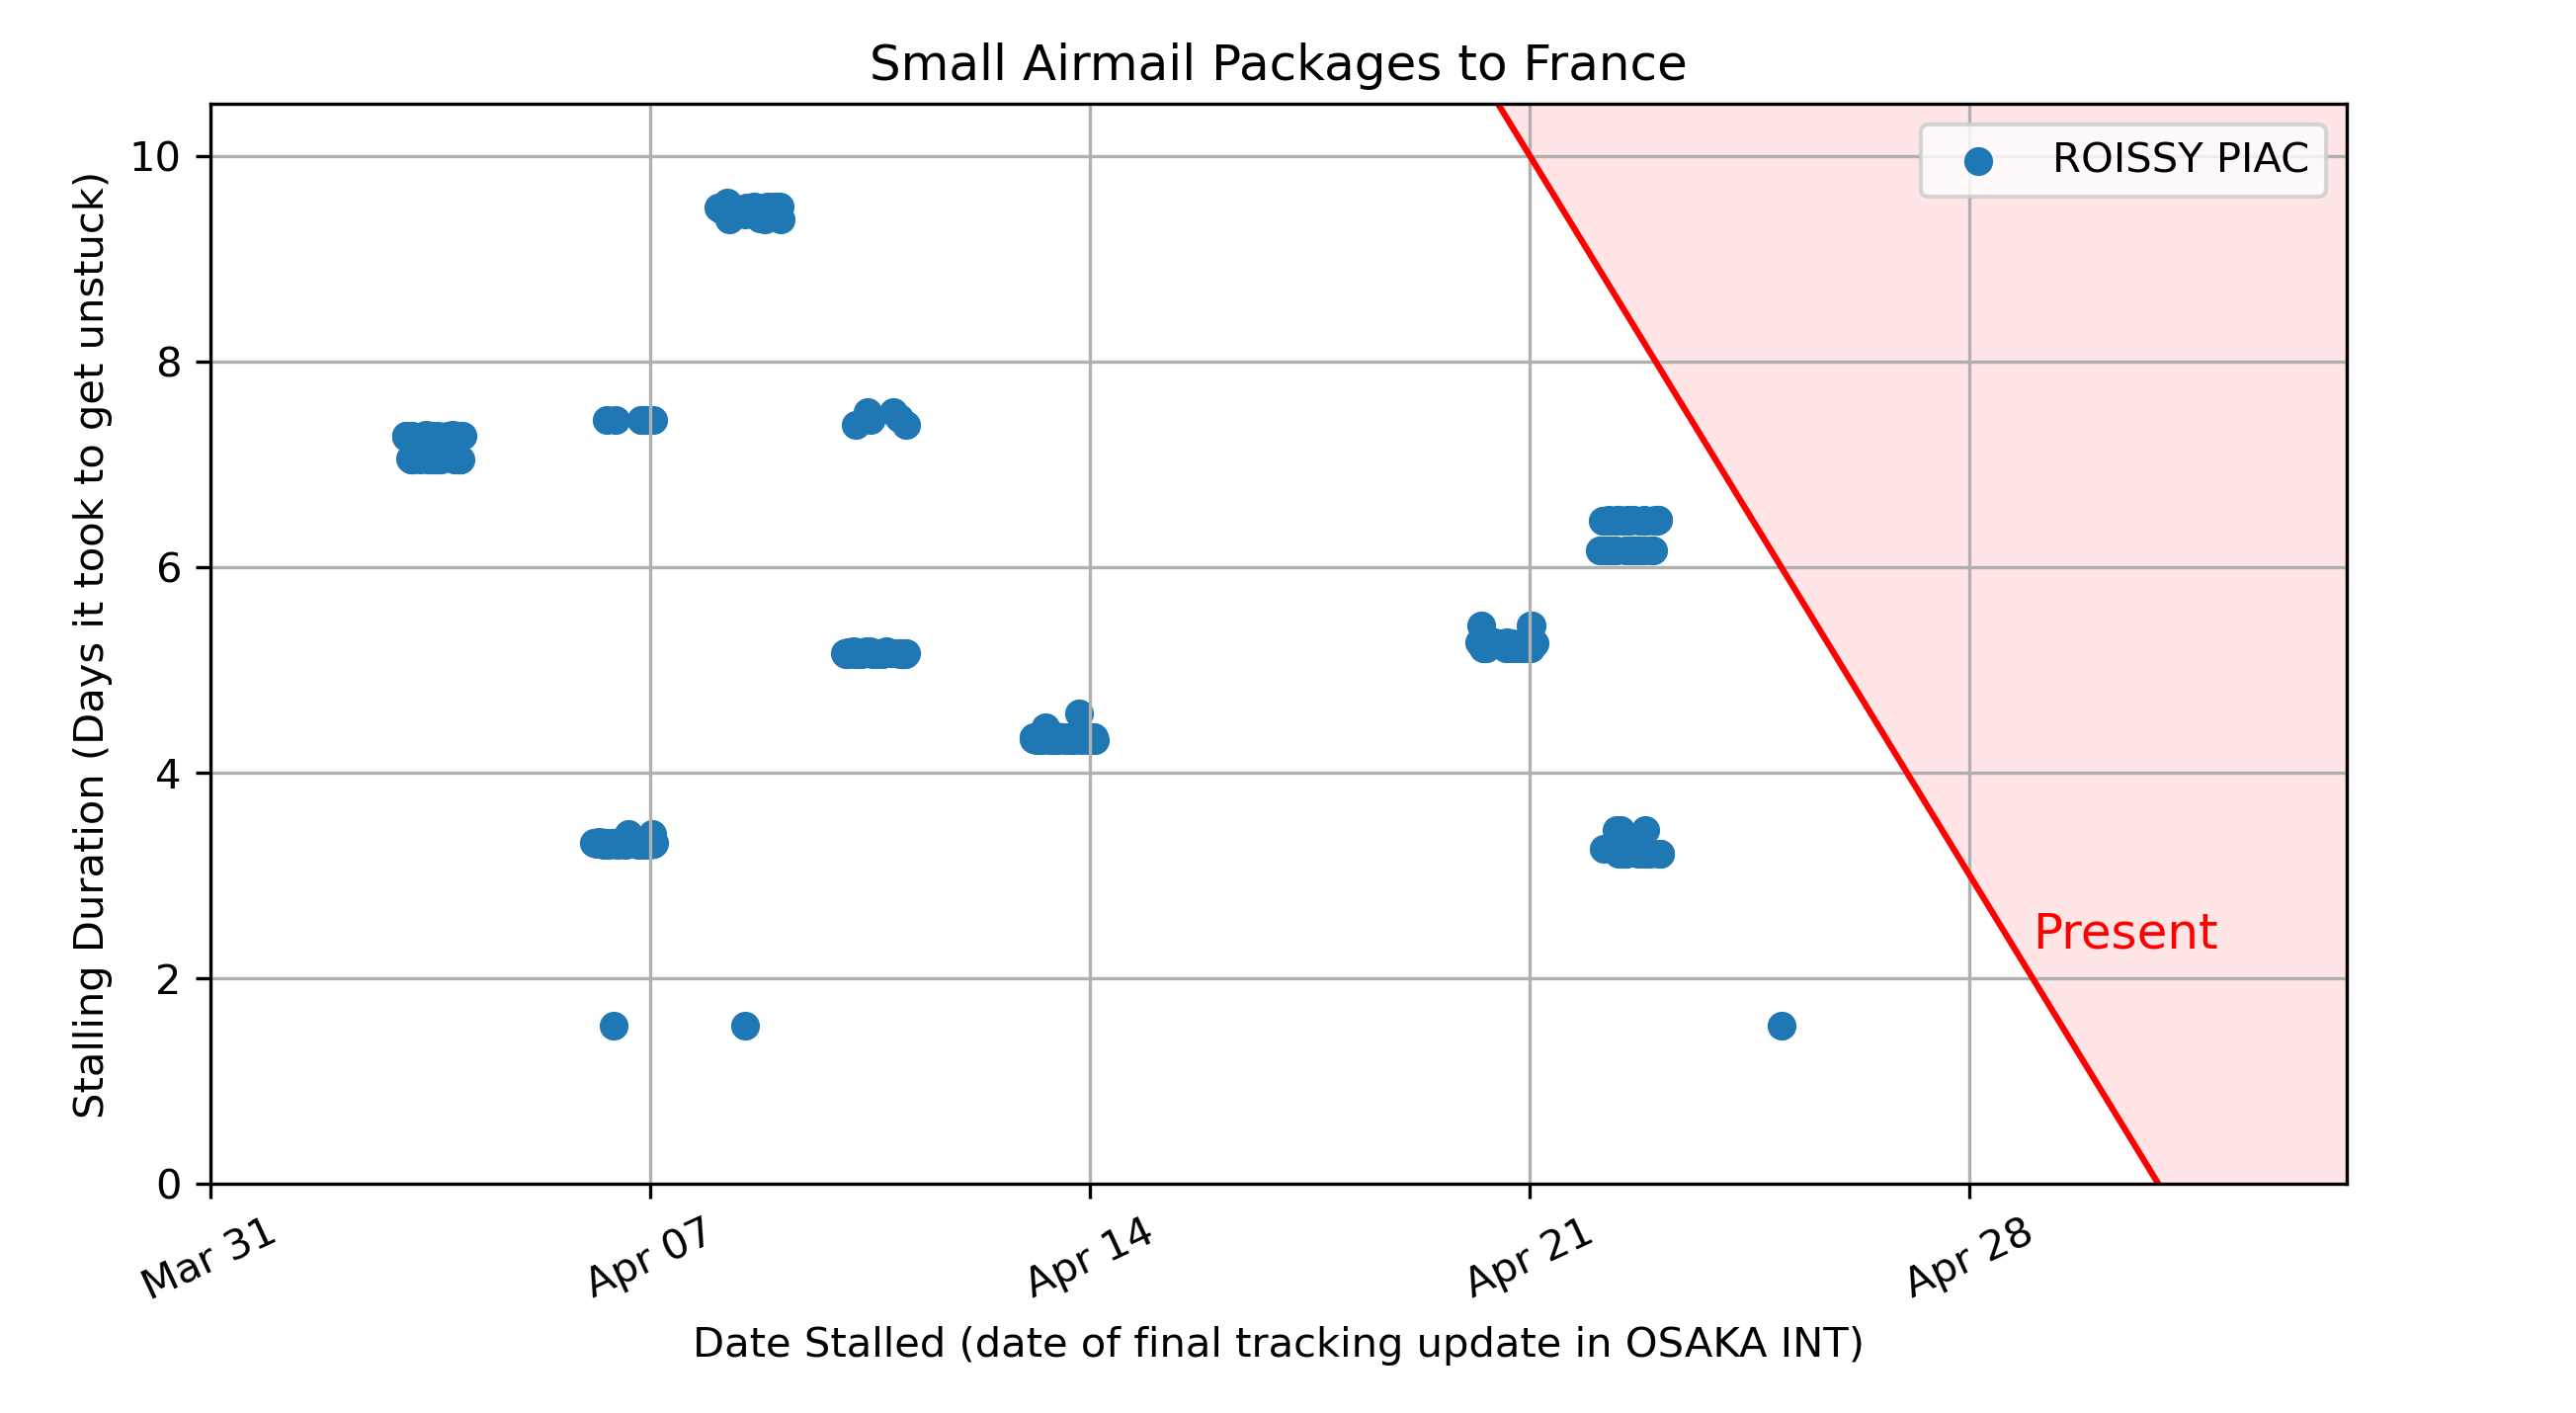 Small Airmail Packages to France
ROISSY PIAC
Stalling Duration (Days it took to get unstuck)
10
8
6
4
2
0
Present
Mar 31
Apr 07
Apr 14
Apr 21
Apr 28
Date Stalled (date of final tracking update in OSAKA INT)